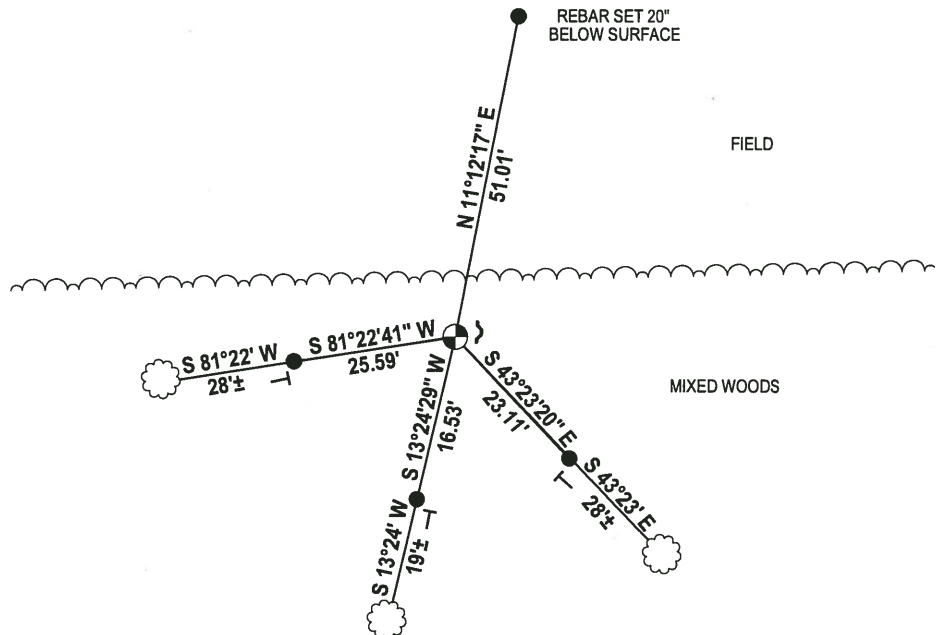 REBAR SET 20"
BELOW SURFACE
N 11°12'17" E
51.01'
FIELD
S 81°22' W
28'±
S 81°22'41" W
25.59'
S 13°24'29" W
16.53'
S 43°23'20" E
23.11'
MIXED WOODS
S 13°24' W
19'±
S 43°23' E
28'±